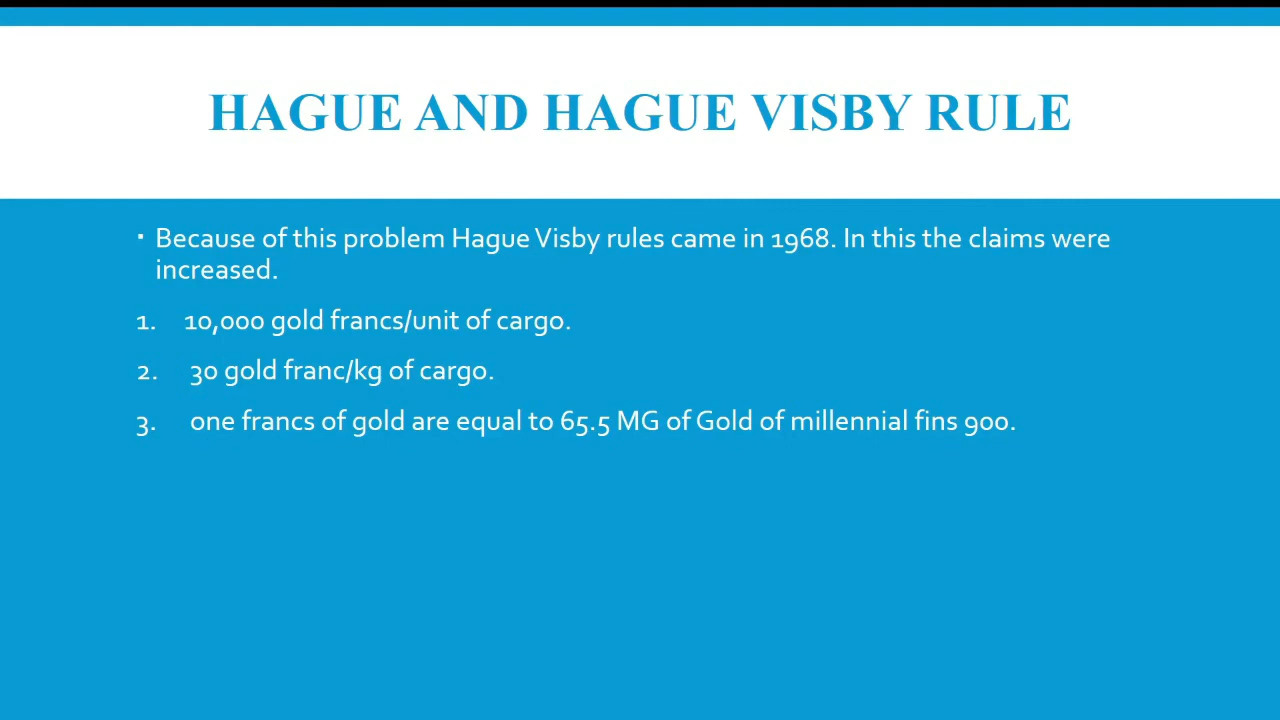 HAGUE AND HAGUE VISBY RULE
▪ Because of this problem Hague Visby rules came in 1968. In this the claims were
increased.
1. 10,000 gold francs/unit of cargo.
2. 30 gold franc/kg of cargo.
3. one francs of gold are equal to 65.5 MG of Gold of millennial fins 900.